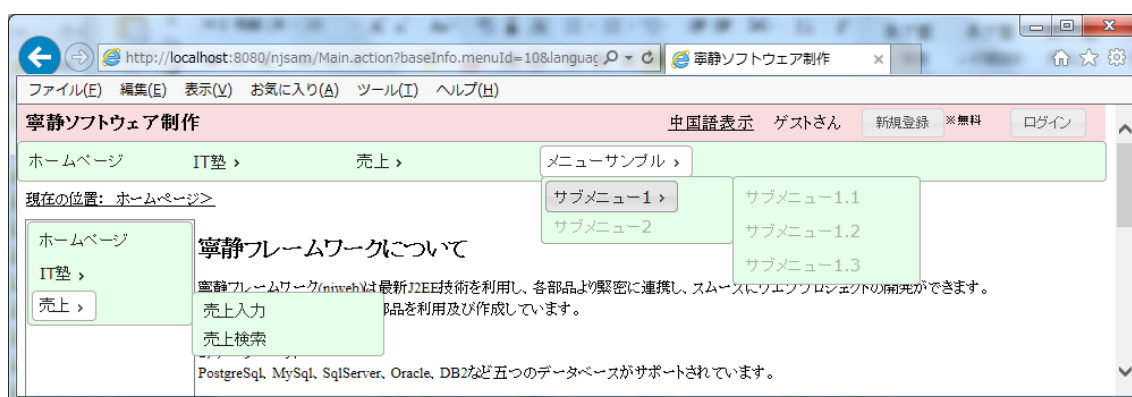 http://localhost:8080/njsam/Main.action?baseInfo.menuId=10&languag
寧静ソフトウェア制作
ファイル(F) 編集(E) 表示(V) お気に入り(A) ツール(T) ヘルプ(H)
寧静ソフトウェア制作 中国語表示 ゲストさん 新規登録 ※無料 ログイン
ホームページ IT塾 › 売上 › メニューサンプル ›
現在の位置: ホームページ>
サブメニュー1 › サブメニュー1.1
サブメニュー2 サブメニュー1.2
サブメニュー1.3
ホームページ
IT塾 ›
売上 ›
売上入力
売上検索
寧静フレームワークについて
寧静フレームワーク(njweb)は最新J2EE技術を利用し、各部品より緊密に連携し、スムーズにウエブプロジェクトの開発ができます。
部品を利用及び作成しています。
PostgreSql、MySql、SqlServer、Oracle、DB2など五つのデータベースがサポートされています。